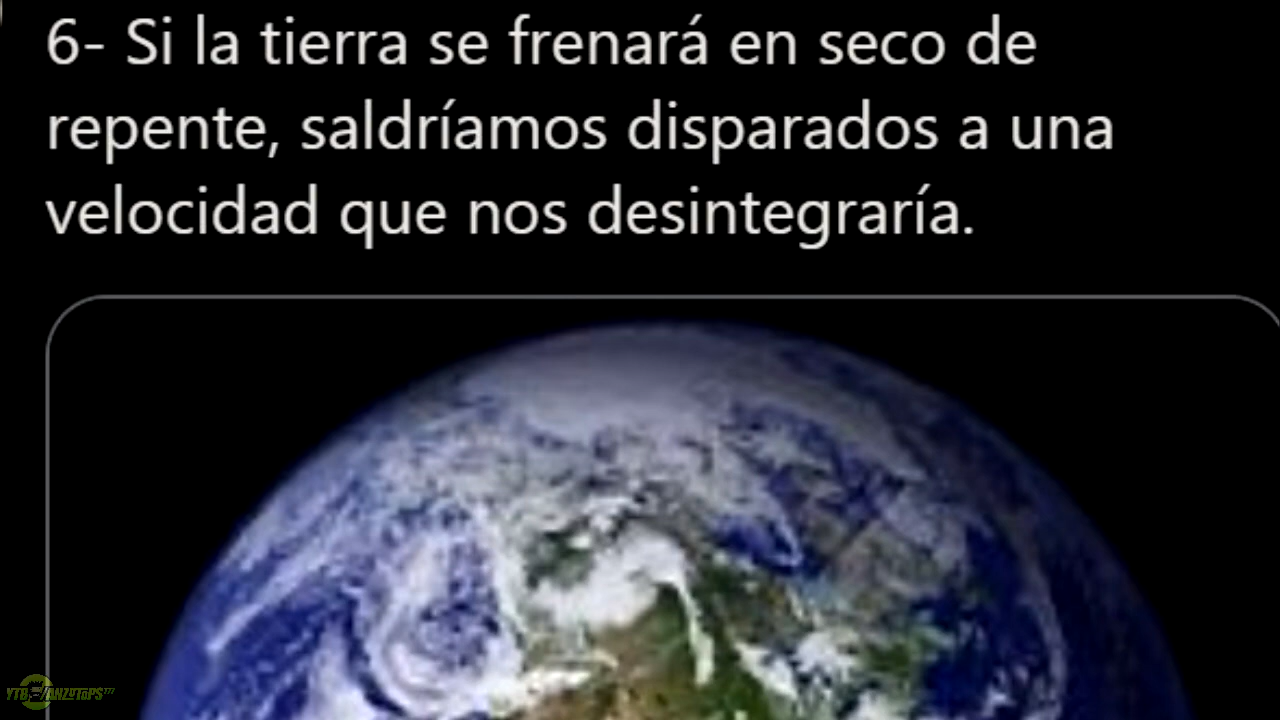 6- Si la tierra se frenará en seco de
repente, saldríamos disparados a una
velocidad que nos desintegraría.